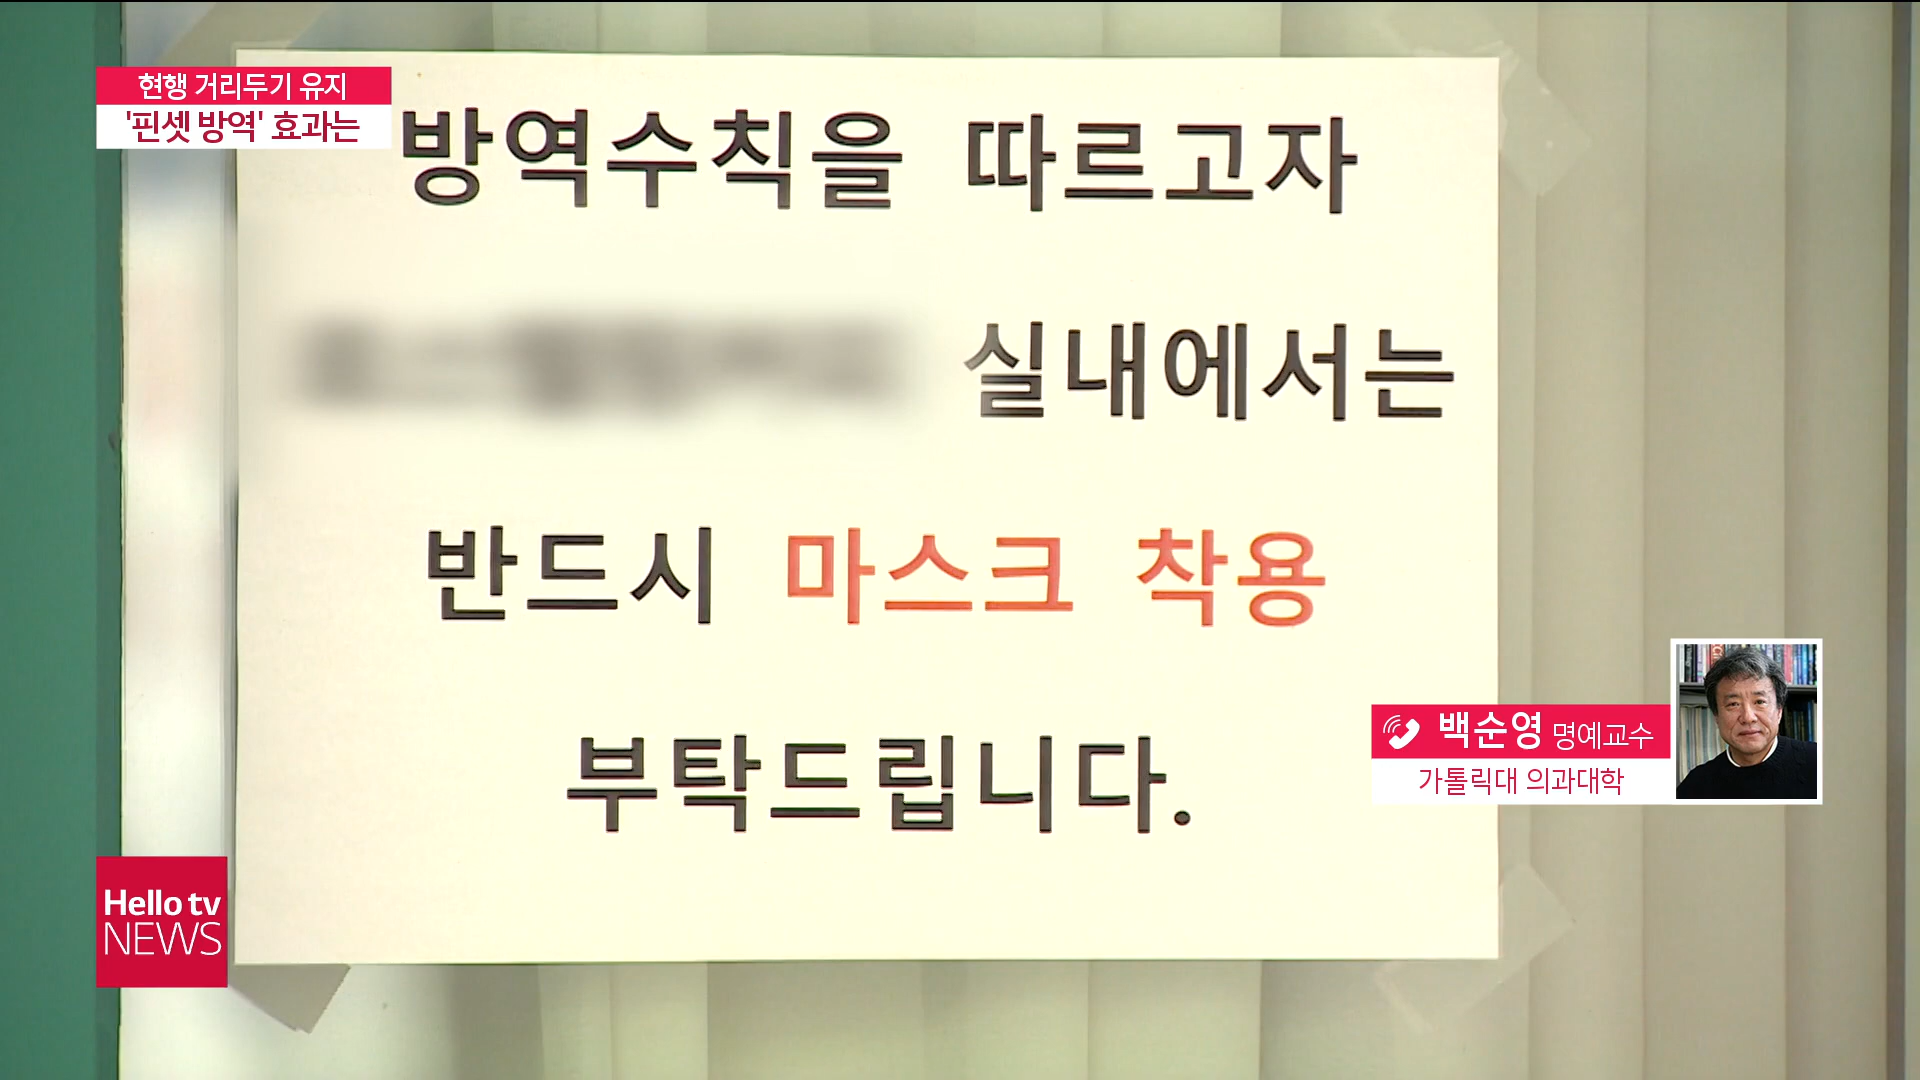 현행 거리두기 유지
'핀셋 방역' 효과는
방역수칙을 따르고자
실내에서는
반드시 마스크 착용
부탁드립니다.
백순영 명예교수
가톨릭대 의과대학
Hello tv
NEWS